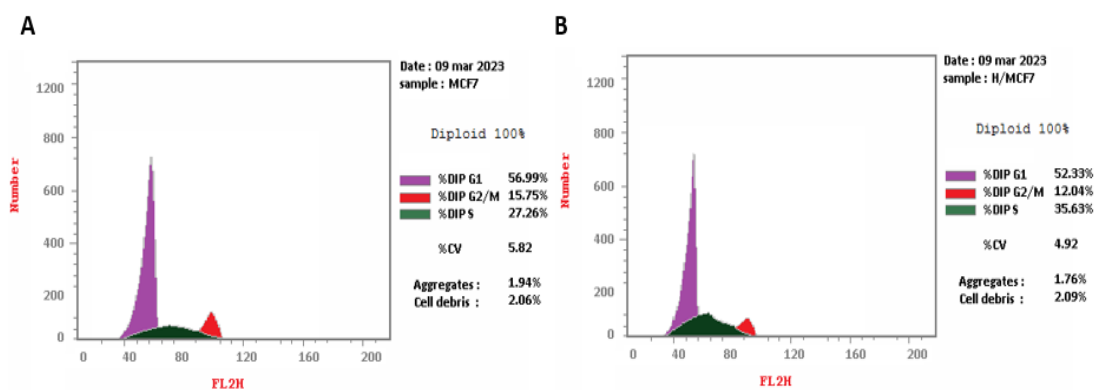 A
Date : 09 mar 2023
sample : MCF7
Diploid 100%
%DIP G1 56.99%
%DIP G2/M 15.75%
%DIP S 27.26%
%CV 5.82
Aggregates : 1.94%
Cell debris : 2.06%
Number
1200
800
600
400
200
0
0 40 80 120 160 200
FL2H
B
Date : 09 mar 2023
sample : H/MCF7
Diploid 100%
%DIP G1 52.33%
%DIP G2/M 12.04%
%DIP S 35.63%
%CV 4.92
Aggregates : 1.76%
Cell debris : 2.09%
Number
1200
800
600
400
200
0
0 40 80 120 160 200
FL2H